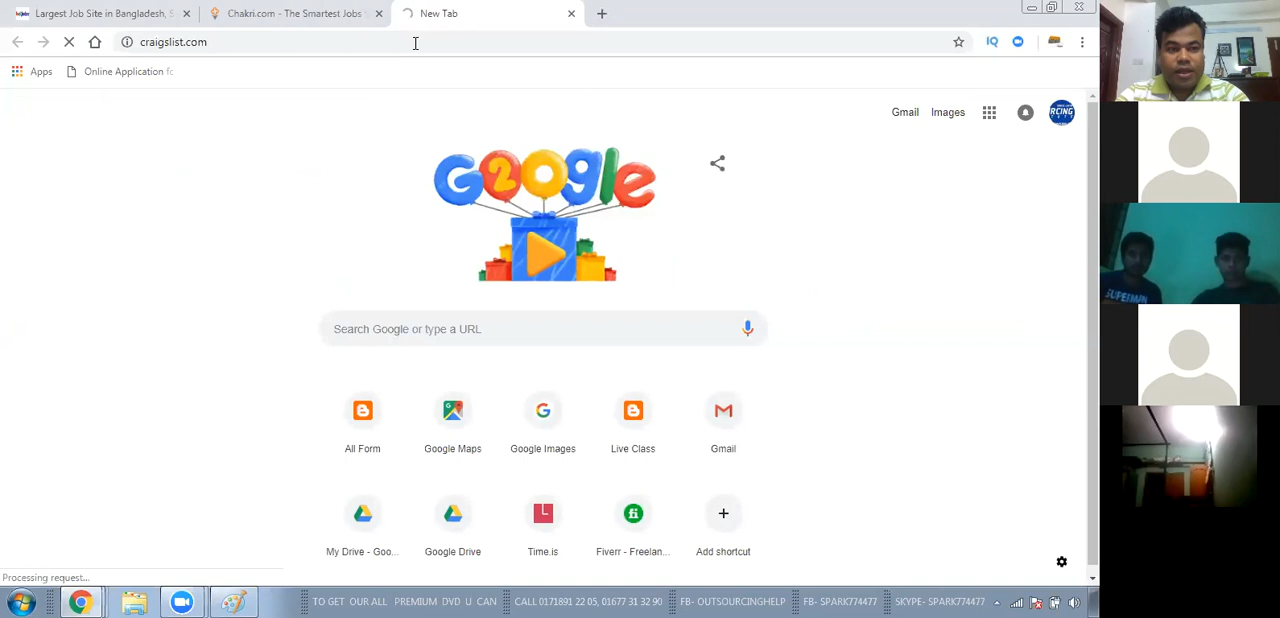 Largest Job Site in Bangladesh, S
Chakri.com - The Smartest Jobs
New Tab
craigslist.com
Apps
Online Application fo
Gmail
Images
RCING
G2OGLE
Search Google or type a URL
All Form
Google Maps
Google Images
Live Class
Gmail
My Drive - Goo...
Google Drive
Time.is
Fiverr - Freelan...
Add shortcut
SUPERMAN
Processing request...
TO GET OUR ALL PREMIUM DVD U CAN
CALL 0171891 22 05, 01677 31 32 90
FB- OUTSOURCINGHELP
FB- SPARK774477
SKYPE- SPARK774477